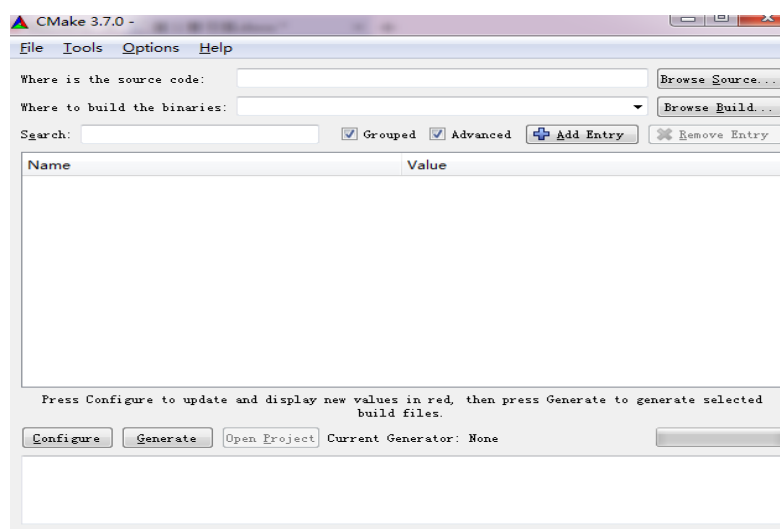 CMake 3.7.0 -
File Tools Options Help
Where is the source code: Browse Source...
Where to build the binaries: Browse Build...
Search: Grouped Advanced Add Entry Remove Entry
Name Value
Press Configure to update and display new values in red, then press Generate to generate selected
build files.
Configure Generate Open Project Current Generator: None